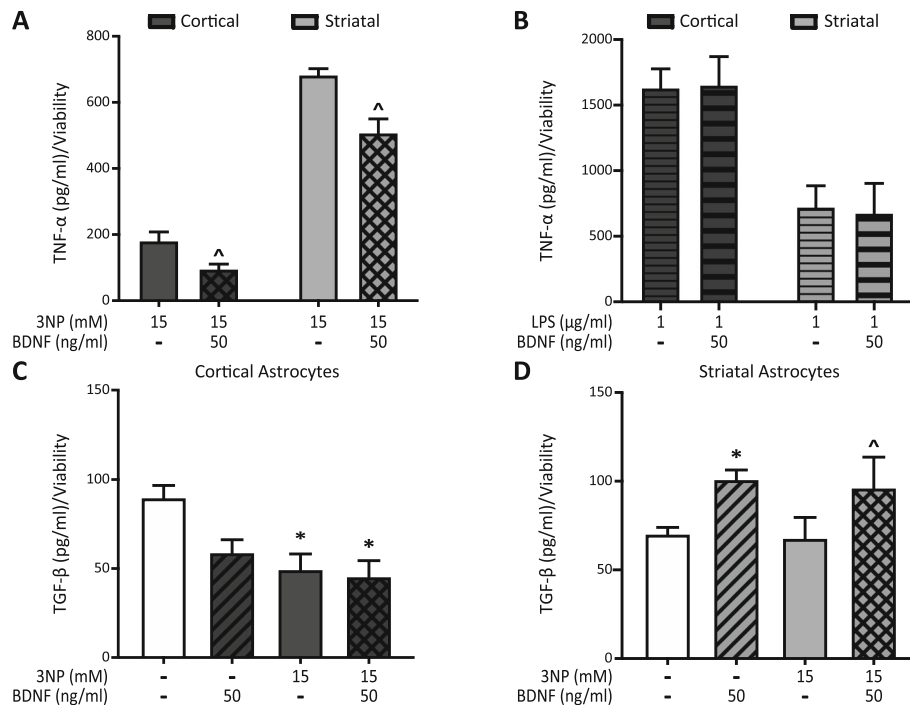 A
Cortical Striatal
TNF-α (pg/ml)/Viability
800
600
400
200
0
^ ^
3NP (mM) 15 15 15 15
BDNF (ng/ml) - 50 - 50
B
Cortical Striatal
TNF-α (pg/ml)/Viability
2000
1500
1000
500
0
LPS (µg/ml) 1 1 1 1
BDNF (ng/ml) - 50 - 50
C
Cortical Astrocytes
TGF-β (pg/ml)/Viability
150
100
50
0
* *
3NP (mM) - - 15 15
BDNF (ng/ml) - 50 - 50
D
Striatal Astrocytes
TGF-β (pg/ml)/Viability
150
100
50
0
* ^
3NP (mM) - - 15 15
BDNF (ng/ml) - 50 - 50